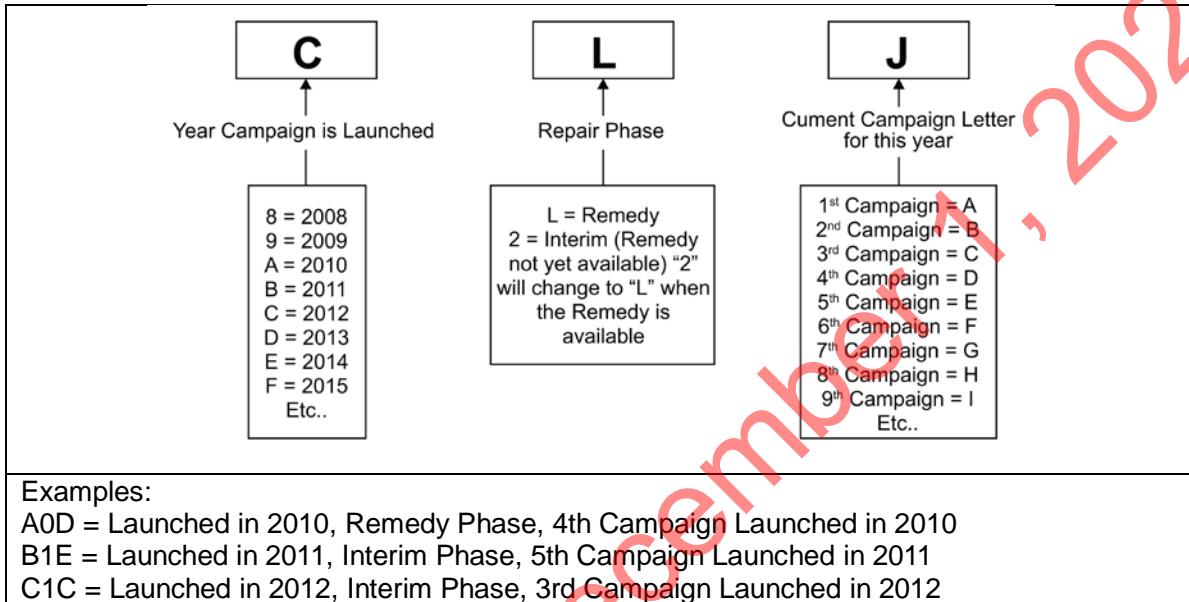 C
L
J
Year Campaign is Launched
Repair Phase
Cument Campaign Letter
for this year
8 = 2008
9 = 2009
A = 2010
B = 2011
C = 2012
D = 2013
E = 2014
F = 2015
Etc..
L = Remedy
2 = Interim (Remedy
not yet available) “2”
will change to “L” when
the Remedy is
available
1st Campaign = A
2nd Campaign = B
3rd Campaign = C
4th Campaign = D
5th Campaign = E
6th Campaign = F
7th Campaign = G
8th Campaign = H
9th Campaign = I
Etc..
Examples:
A0D = Launched in 2010, Remedy Phase, 4th Campaign Launched in 2010
B1E = Launched in 2011, Interim Phase, 5th Campaign Launched in 2011
C1C = Launched in 2012, Interim Phase, 3rd Campaign Launched in 2012